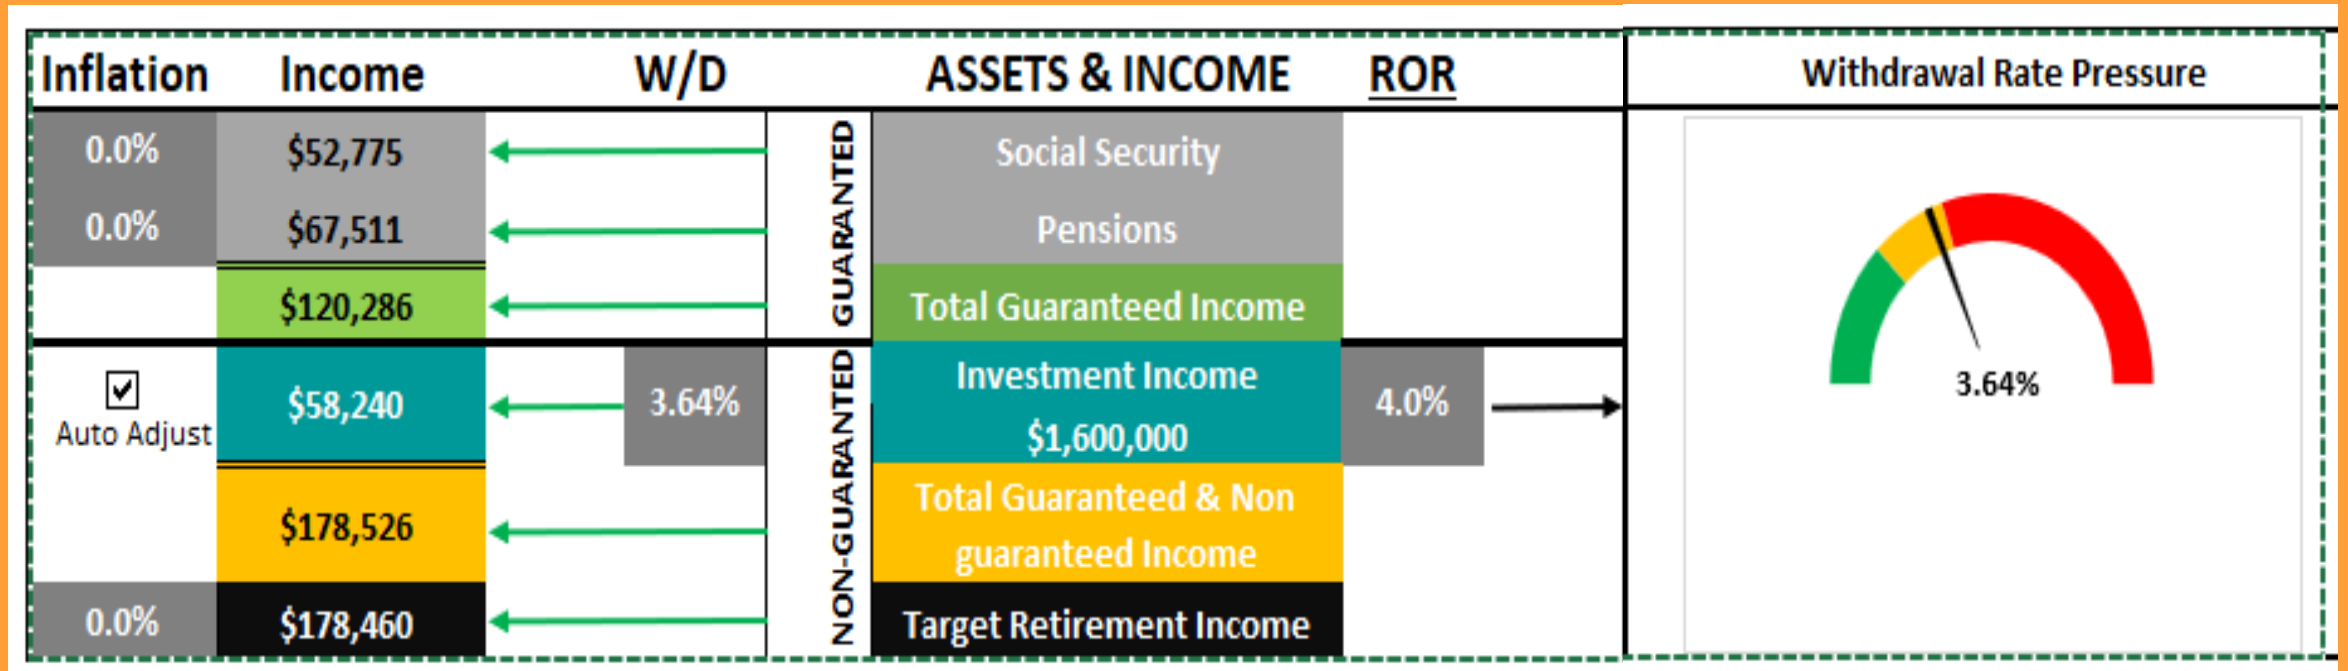 Inflation Income W/D ASSETS & INCOME ROR Withdrawal Rate Pressure
0.0% $52,775 Social Security
0.0% $67,511 Pensions
$120,286 Total Guaranteed Income
GUARANTEED
Auto Adjust $58,240 3.64% Investment Income 4.0%
$1,600,000
3.64%
$178,526 Total Guaranteed & Non
guaranteed Income
0.0% $178,460 Target Retirement Income
NON-GUARANTEED